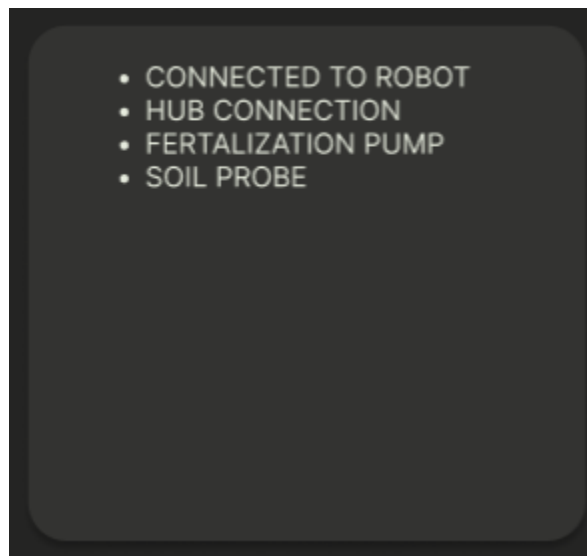 • CONNECTED TO ROBOT
• HUB CONNECTION
• FERTALIZATION PUMP
• SOIL PROBE